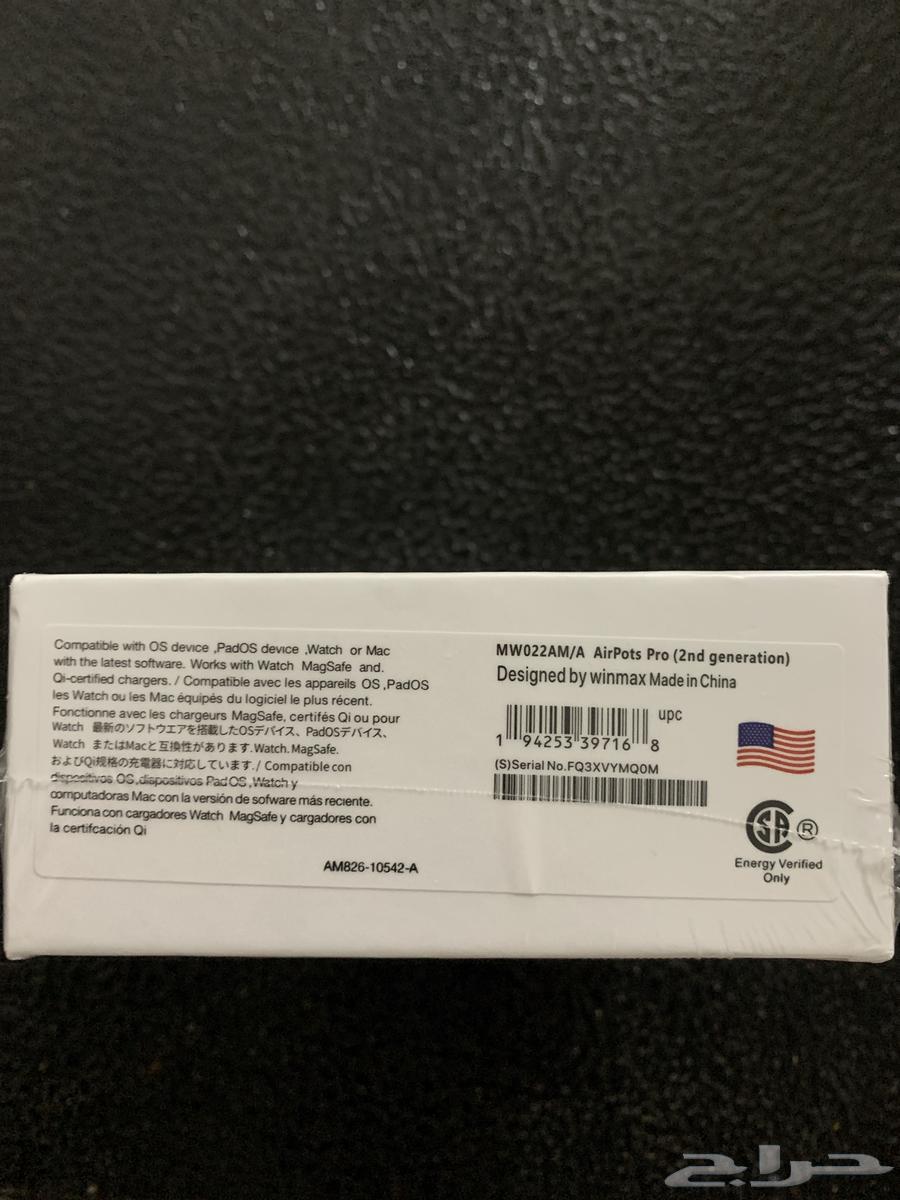 Compatible with OS device ,PadOS device ,Watch or Mac
with the latest software. Works with Watch MagSafe and.
Qi-certified chargers. / Compatible avec les appareils OS ,PadOS
les Watch ou les Mac équipés du logiciel le plus récent.
Fonctionne avec les chargeurs MagSafe, certifés Qi ou pour
Watch 最新のソフトウエアを搭載したOSデバイス、PadOSデバイス、
Watch またはMacと互換性があります.Watch.MagSafe.
およびQi規格の充電器に対応しています. / Compatible con
dispositivos OS ,dispositivos Pad OS ,Watch y
computadoras Mac con la versión de sofware más reciente.
Funciona con cargadores Watch MagSafe y cargadores con
la certifcación Qi
AM826-10542-A
MW022AM/A AirPots Pro (2nd generation)
Designed by winmax Made in China
upc
1 94253 39716 8
(S)Serial No.FQ3XVYMQ0M
SA ®
Energy Verified
Only
حراج